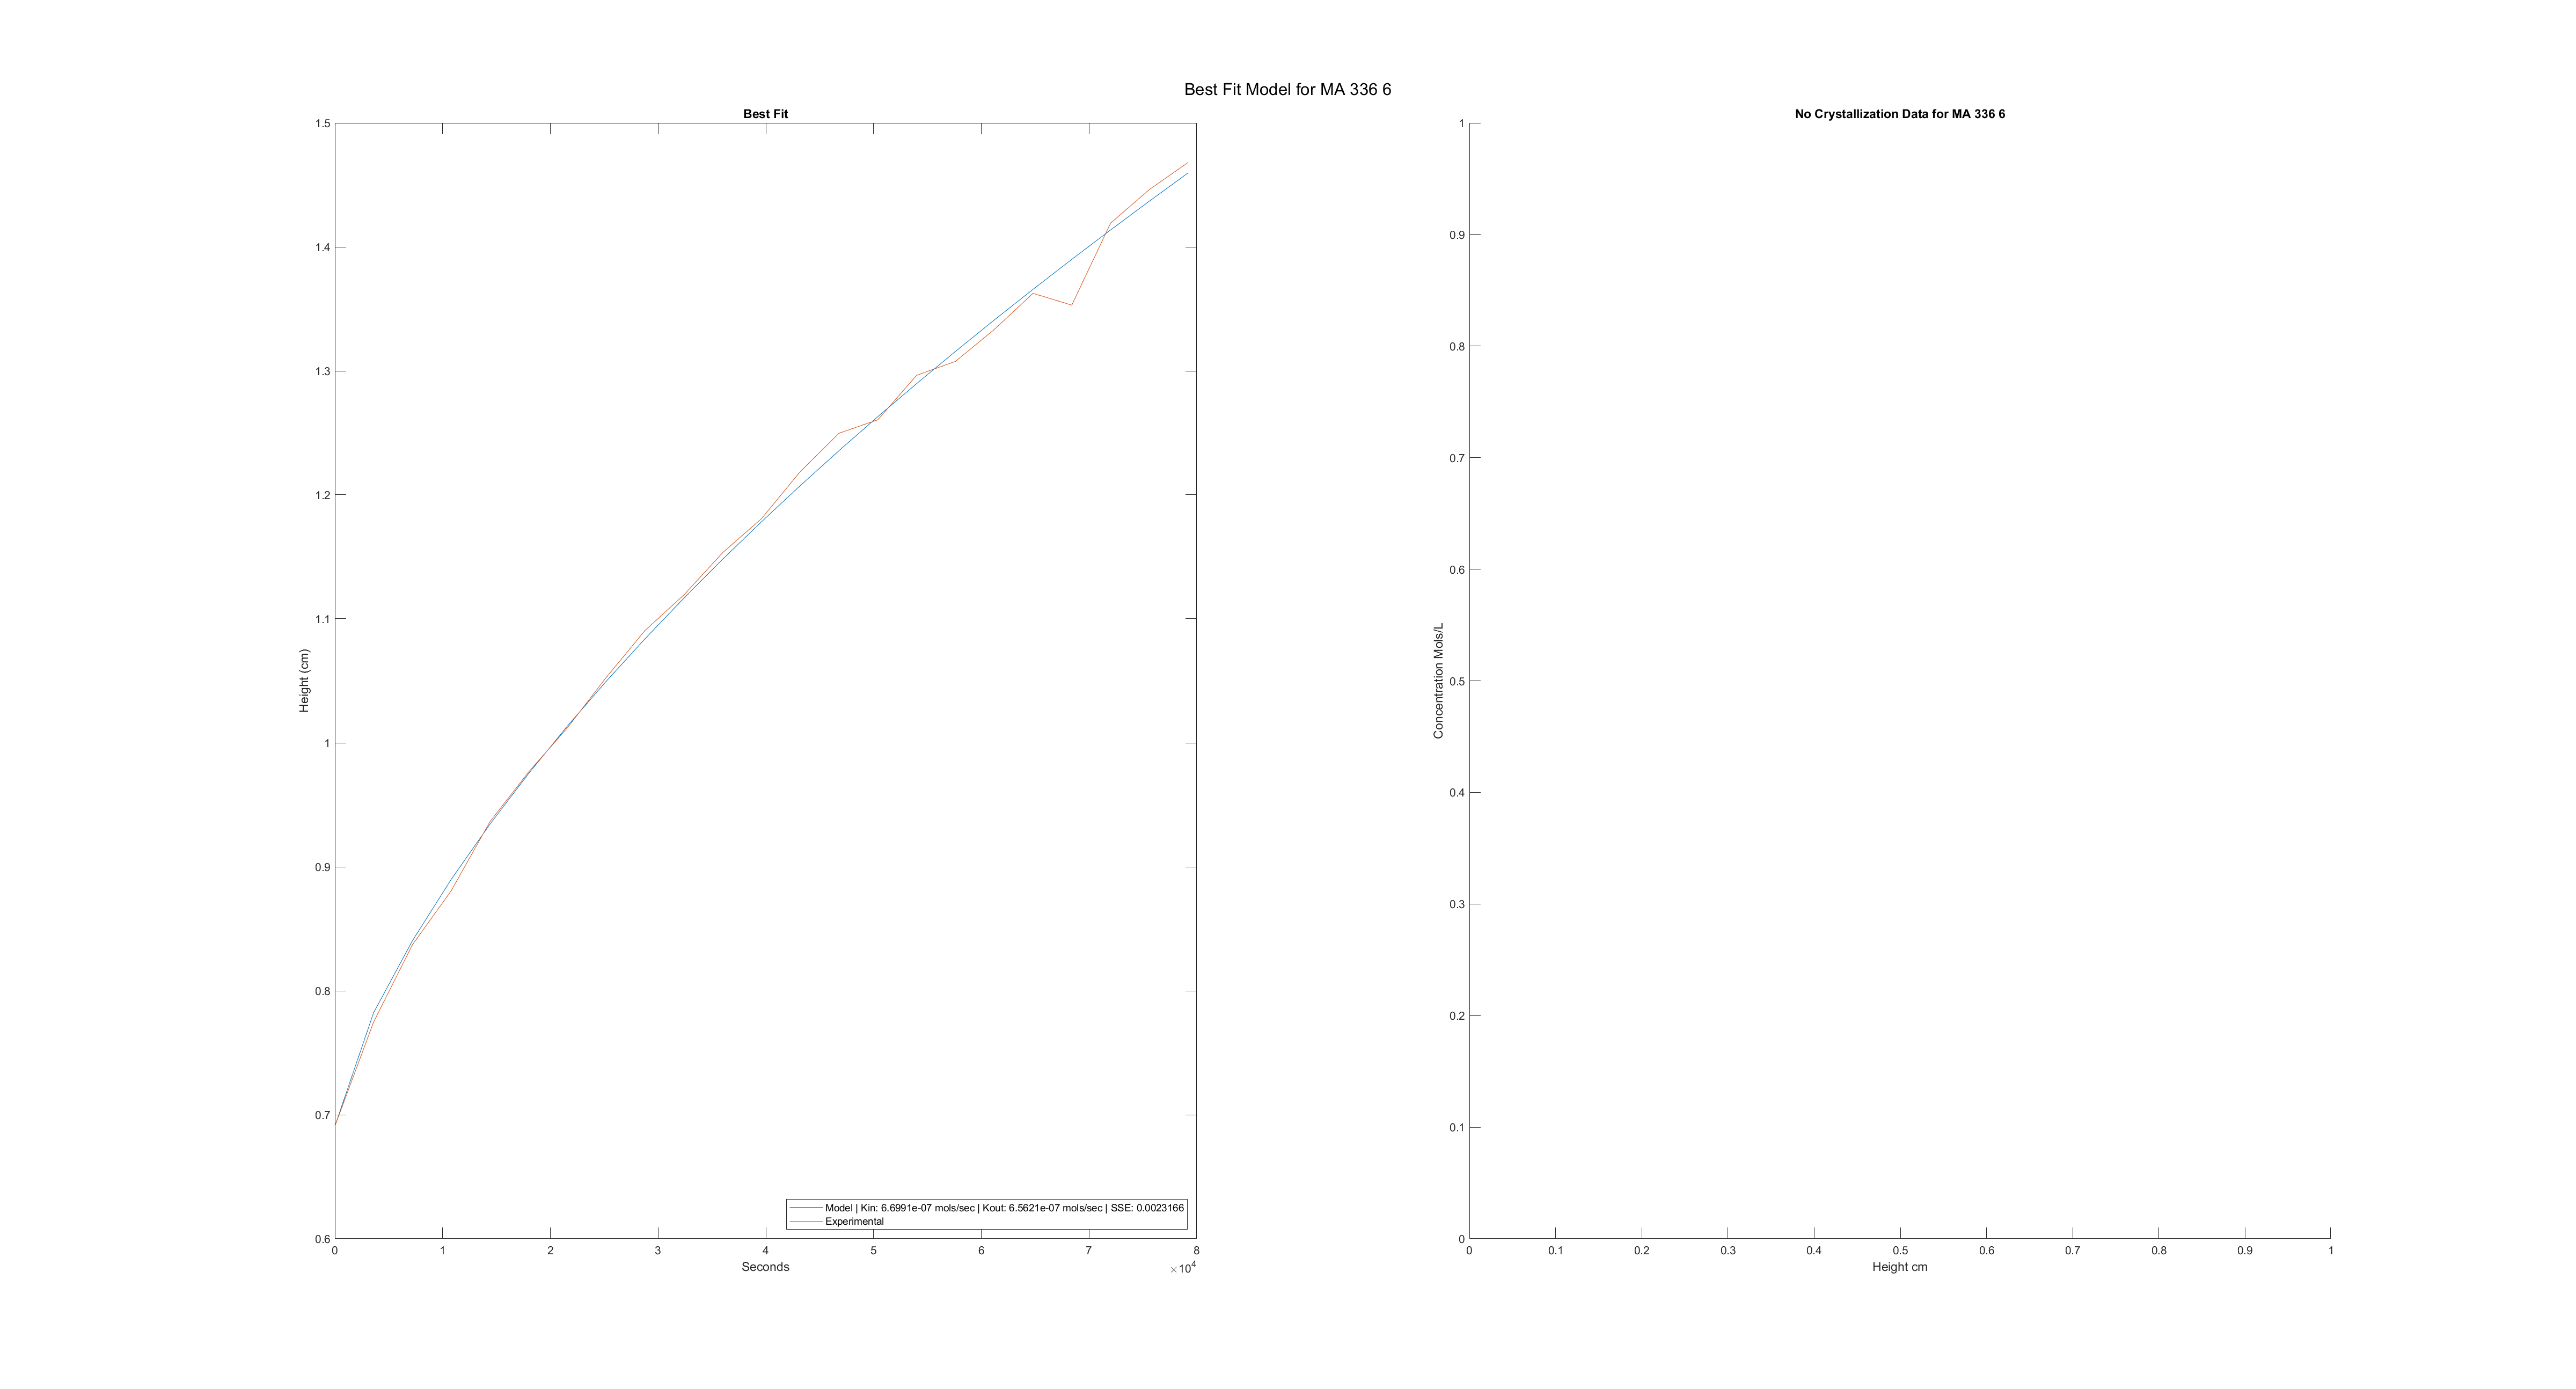 Best Fit Model for MA 336 6
Best Fit
1.5
1.4
1.3
1.2
1.1
1
0.9
0.8
0.7
0.6
Height (cm)
0 1 2 3 4 5 6 7 8
Seconds
×10^4
Model | Kin: 6.6991e-07 mols/sec | Kout: 6.5621e-07 mols/sec | SSE: 0.0023166
Experimental
No Crystallization Data for MA 336 6
1
0.9
0.8
0.7
0.6
0.5
0.4
0.3
0.2
0.1
0
Concentration Mols/L
0 0.1 0.2 0.3 0.4 0.5 0.6 0.7 0.8 0.9 1
Height cm